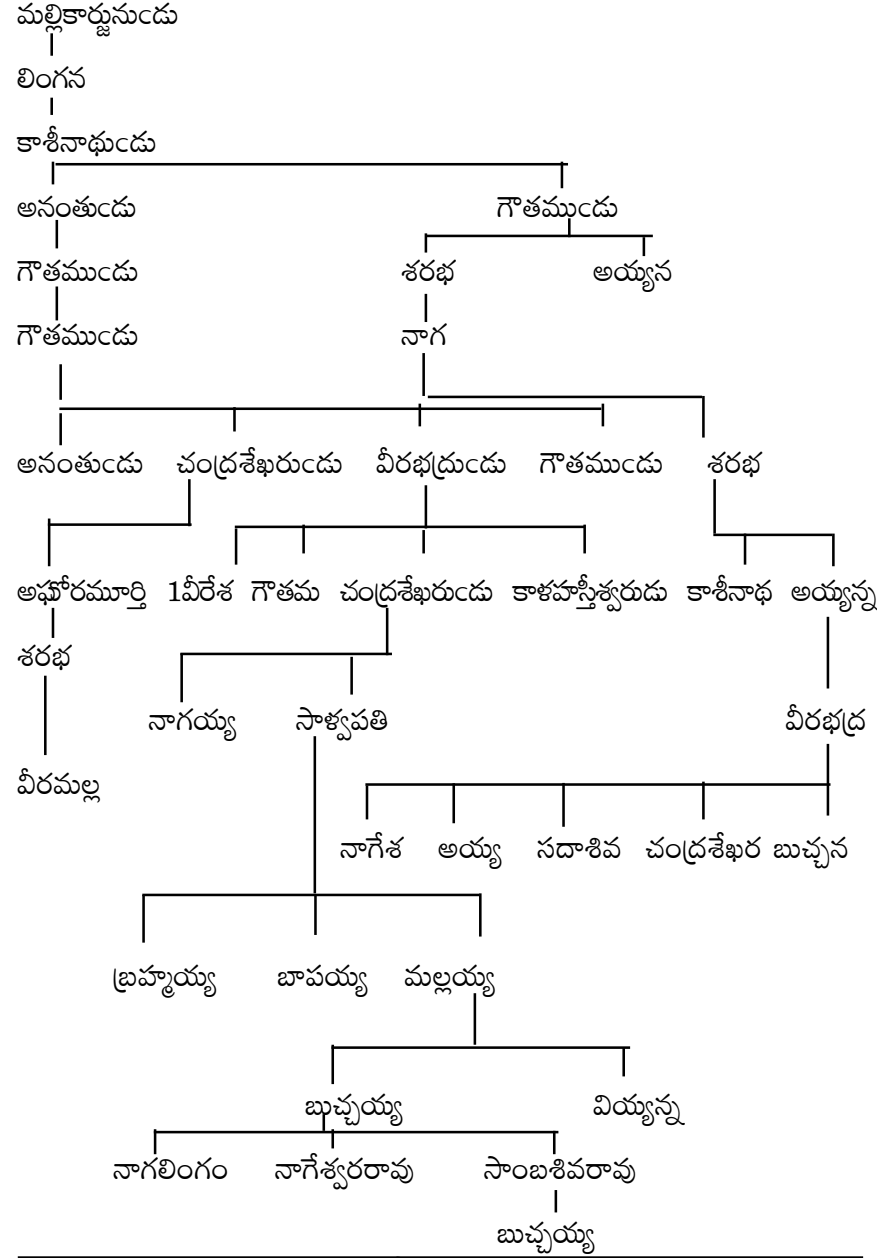 మల్లికార్జునుఁడు
లింగన
కాశీనాథుఁడు
అనంతుఁడు గౌతముఁడు
గౌతముఁడు శరభ అయ్యన
గౌతముఁడు నాగ
అనంతుఁడు చంద్రశేఖరుఁడు వీరభద్రుఁడు గౌతముఁడు శరభ
అఘోరమూర్తి 1వీరేశ గౌతమ చంద్రశేఖరుఁడు కాళహస్తీశ్వరుడు కాశీనాథ అయ్యన్న
శరభ
నాగయ్య సాళ్వపతి వీరభద్ర
వీరమల్ల
నాగేశ అయ్య సదాశివ చంద్రశేఖర బుచ్చన
బ్రహ్మయ్య బాపయ్య మల్లయ్య
బుచ్చయ్య వియ్యన్న
నాగలింగం నాగేశ్వరరావు సాంబశివరావు
బుచ్చయ్య